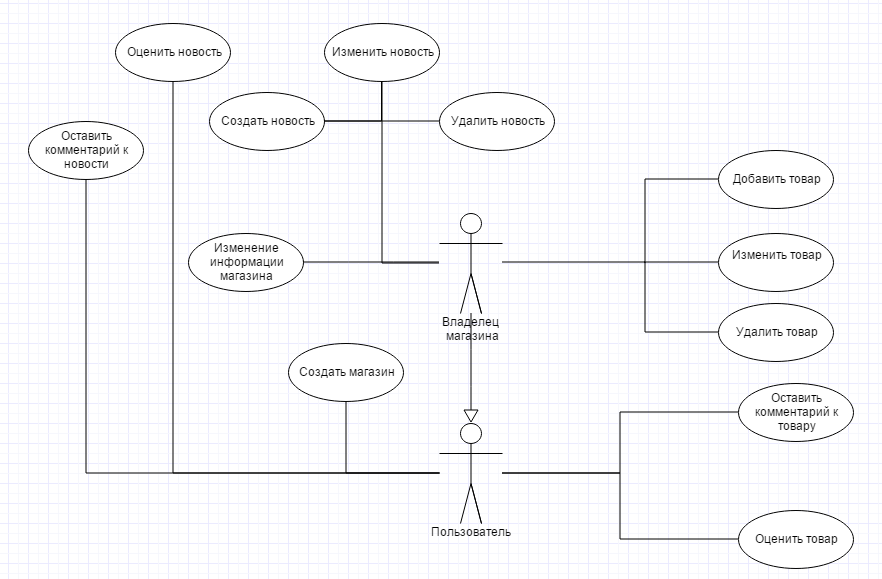 Оценить новость
Изменить новость
Создать новость
Удалить новость
Оставить
комментарий к
новости
Добавить товар
Изменение
информации
магазина
Изменить товар
Владелец
магазина
Удалить товар
Создать магазин
Оставить
комментарий к
товару
Пользователь
Оценить товар